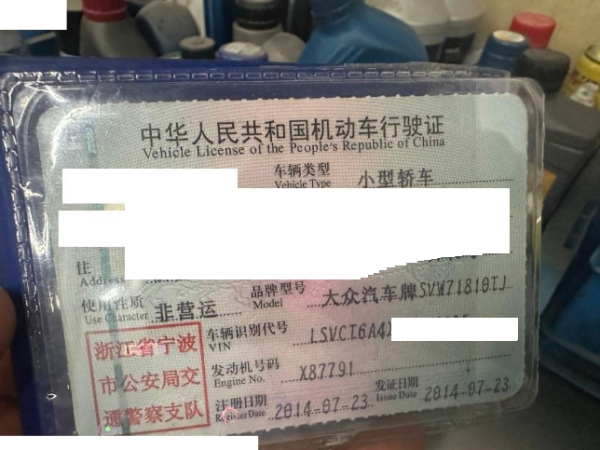 中华人民共和国机动车行驶证
Vehicle License of the People's Republic of China
车辆类型 小型轿车
Vehicle Type
住
Address
使用性质 非营运
Use Character
品牌型号 大众汽车牌SVW71810TJ
Model
车辆识别代号 LSVCT6A4
VIN
发动机号码 X87791
Engine No.
注册日期 2014-07-23
Register Date
发证日期 2014-07-23
Issue Date
浙江省宁波
市公安局交
通警察支队